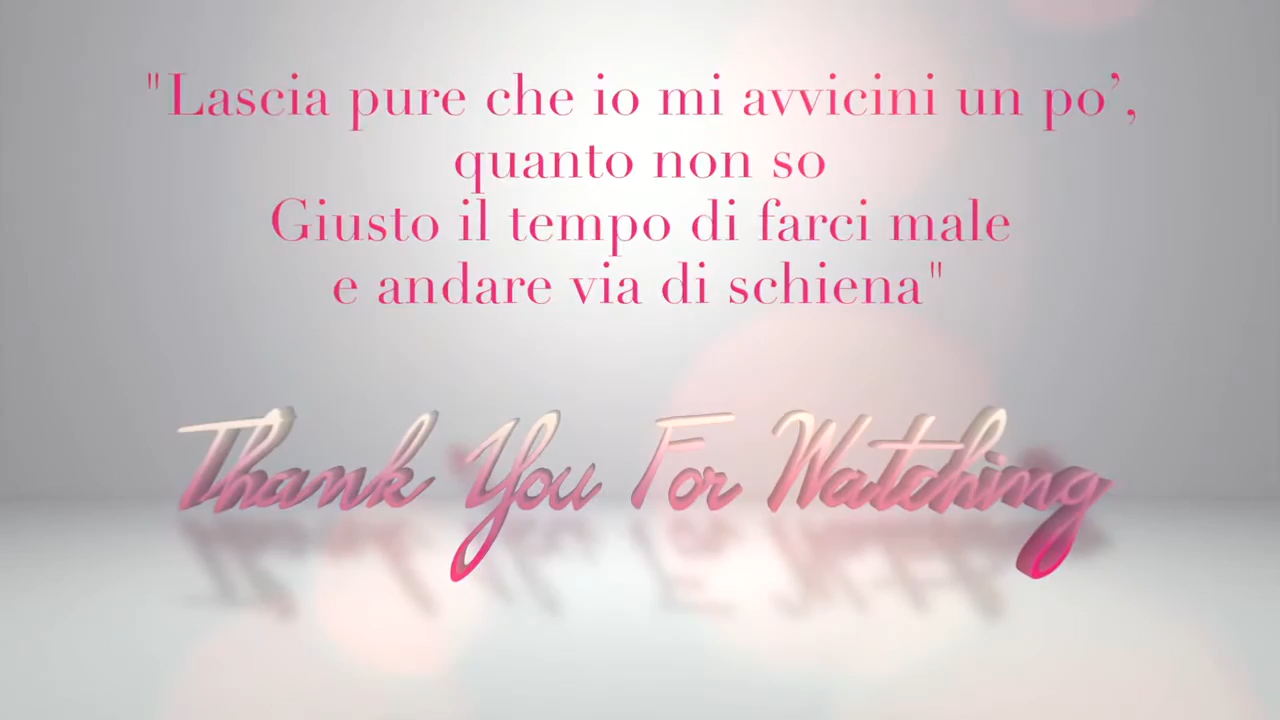 "Lascia pure che io mi avvicini un po’,
quanto non so
Giusto il tempo di farci male
e andare via di schiena"
Thank You For Watching